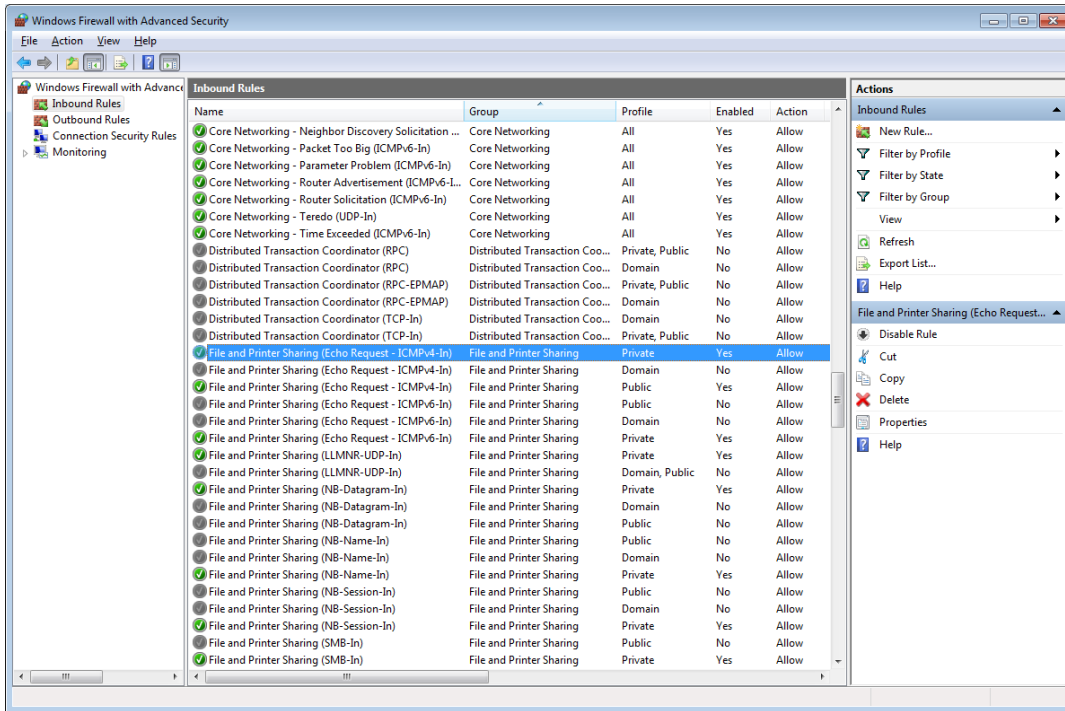 Windows Firewall with Advanced Security
File Action View Help
Windows Firewall with Advance
Inbound Rules
Outbound Rules
Connection Security Rules
Monitoring
Inbound Rules
Name Group Profile Enabled Action
Core Networking - Neighbor Discovery Solicitation ... Core Networking All Yes Allow
Core Networking - Packet Too Big (ICMPv6-In) Core Networking All Yes Allow
Core Networking - Parameter Problem (ICMPv6-In) Core Networking All Yes Allow
Core Networking - Router Advertisement (ICMPv6-I... Core Networking All Yes Allow
Core Networking - Router Solicitation (ICMPv6-In) Core Networking All Yes Allow
Core Networking - Teredo (UDP-In) Core Networking All Yes Allow
Core Networking - Time Exceeded (ICMPv6-In) Core Networking All Yes Allow
Distributed Transaction Coordinator (RPC) Distributed Transaction Coo... Private, Public No Allow
Distributed Transaction Coordinator (RPC) Distributed Transaction Coo... Domain No Allow
Distributed Transaction Coordinator (RPC-EPMAP) Distributed Transaction Coo... Private, Public No Allow
Distributed Transaction Coordinator (RPC-EPMAP) Distributed Transaction Coo... Domain No Allow
Distributed Transaction Coordinator (TCP-In) Distributed Transaction Coo... Domain No Allow
Distributed Transaction Coordinator (TCP-In) Distributed Transaction Coo... Private, Public No Allow
File and Printer Sharing (Echo Request - ICMPv4-In) File and Printer Sharing Private Yes Allow
File and Printer Sharing (Echo Request - ICMPv4-In) File and Printer Sharing Domain No Allow
File and Printer Sharing (Echo Request - ICMPv4-In) File and Printer Sharing Public Yes Allow
File and Printer Sharing (Echo Request - ICMPv6-In) File and Printer Sharing Public No Allow
File and Printer Sharing (Echo Request - ICMPv6-In) File and Printer Sharing Domain No Allow
File and Printer Sharing (Echo Request - ICMPv6-In) File and Printer Sharing Private Yes Allow
File and Printer Sharing (LLMNR-UDP-In) File and Printer Sharing Private Yes Allow
File and Printer Sharing (LLMNR-UDP-In) File and Printer Sharing Domain, Public No Allow
File and Printer Sharing (NB-Datagram-In) File and Printer Sharing Private Yes Allow
File and Printer Sharing (NB-Datagram-In) File and Printer Sharing Domain No Allow
File and Printer Sharing (NB-Datagram-In) File and Printer Sharing Public No Allow
File and Printer Sharing (NB-Name-In) File and Printer Sharing Public No Allow
File and Printer Sharing (NB-Name-In) File and Printer Sharing Domain No Allow
File and Printer Sharing (NB-Name-In) File and Printer Sharing Private Yes Allow
File and Printer Sharing (NB-Session-In) File and Printer Sharing Public No Allow
File and Printer Sharing (NB-Session-In) File and Printer Sharing Domain No Allow
File and Printer Sharing (NB-Session-In) File and Printer Sharing Private Yes Allow
File and Printer Sharing (SMB-In) File and Printer Sharing Public No Allow
File and Printer Sharing (SMB-In) File and Printer Sharing Private Yes Allow
Actions
Inbound Rules
New Rule...
Filter by Profile
Filter by State
Filter by Group
View
Refresh
Export List...
Help
File and Printer Sharing (Echo Request...
Disable Rule
Cut
Copy
Delete
Properties
Help